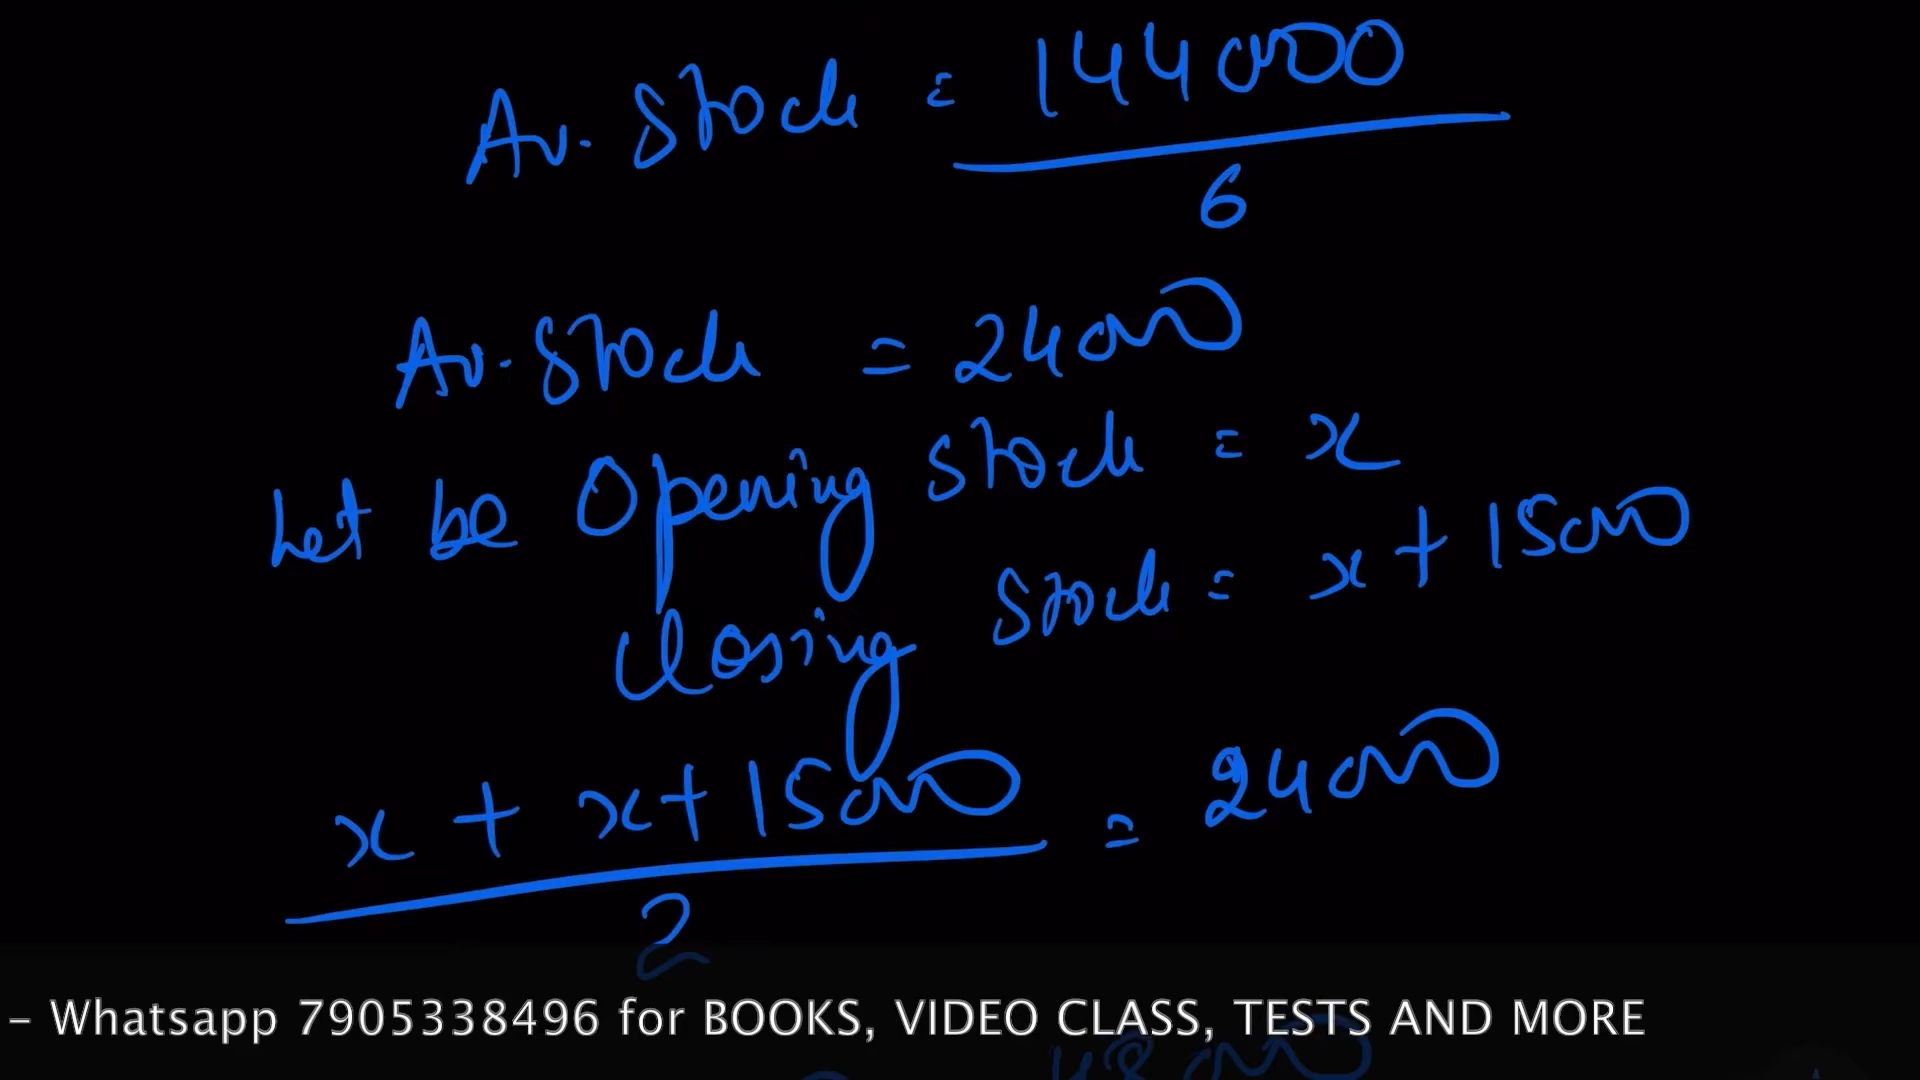 Av. Stock = 144000
6
Av. Stock = 24000
Let be Opening Stock = x
Closing Stock = x + 15000
x + x + 15000 = 24000
2
- Whatsapp 7905338496 for BOOKS, VIDEO CLASS, TESTS AND MORE
48000